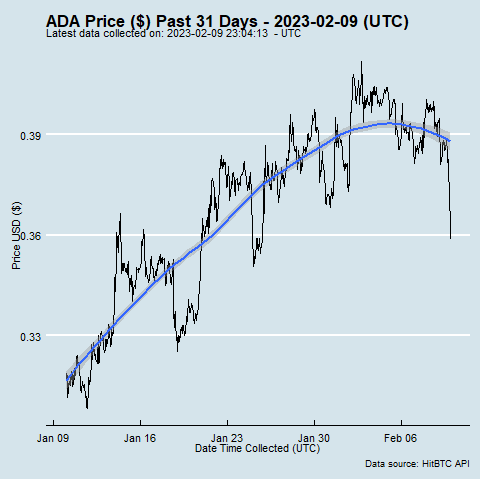 ADA Price ($) Past 31 Days - 2023-02-09 (UTC)
Latest data collected on: 2023-02-09 23:04:13 - UTC
0.39
0.36
0.33
Price USD ($)
Jan 09 Jan 16 Jan 23 Jan 30 Feb 06
Date Time Collected (UTC)
Data source: HitBTC API